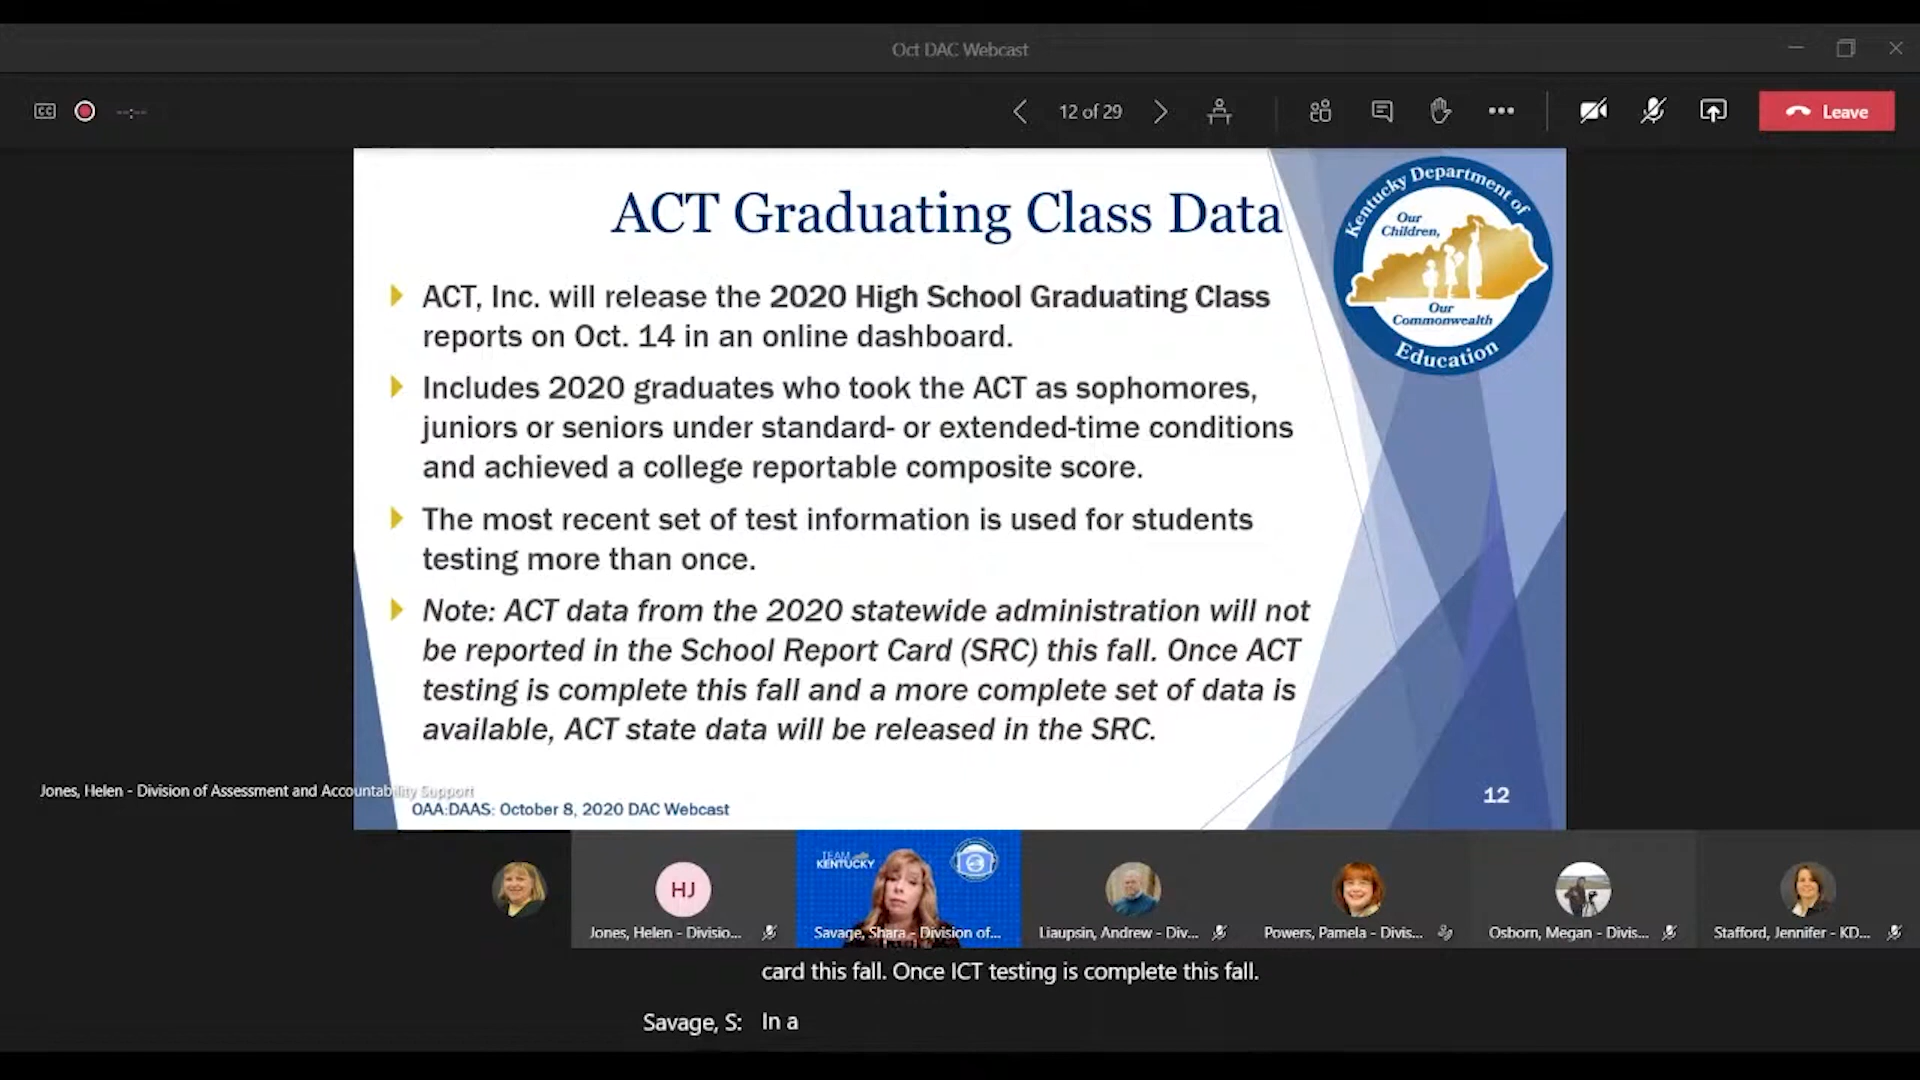 Oct DAC Webcast
CC
--:--
12 of 29
Leave
ACT Graduating Class Data
Kentucky Department of
Our
Children,
Our
Commonwealth
Education
ACT, Inc. will release the 2020 High School Graduating Class
reports on Oct. 14 in an online dashboard.
Includes 2020 graduates who took the ACT as sophomores,
juniors or seniors under standard- or extended-time conditions
and achieved a college reportable composite score.
The most recent set of test information is used for students
testing more than once.
Note: ACT data from the 2020 statewide administration will not
be reported in the School Report Card (SRC) this fall. Once ACT
testing is complete this fall and a more complete set of data is
available, ACT state data will be released in the SRC.
Jones, Helen - Division of Assessment and Accountability Support
OAA:DAAS: October 8, 2020 DAC Webcast
12
TEAM
KENTUCKY
HJ
Jones, Helen - Divisio...
Savage, Shara - Division of...
Liaupsin, Andrew - Div...
Powers, Pamela - Divis...
Osborn, Megan - Divis...
Stafford, Jennifer - KD...
card this fall. Once ICT testing is complete this fall.
Savage, S: In a